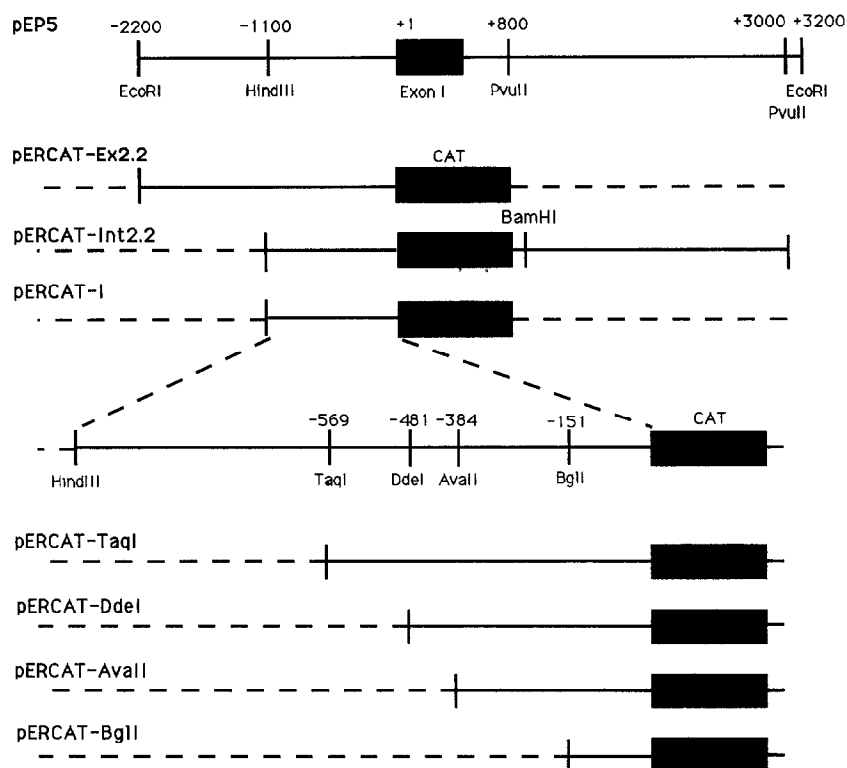 pEP5
-2200 -1100 +1 +800 +3000 +3200
EcoRI HindIII Exon I PvuII EcoRI
PvuII
pERCAT-Ex2.2
CAT
pERCAT-Int2.2
BamHI
pERCAT-I
-569 -481 -384 -151 CAT
HindIII TaqI DdeI AvaII BglI
pERCAT-TaqI
pERCAT-DdeI
pERCAT-AvaII
pERCAT-BglI